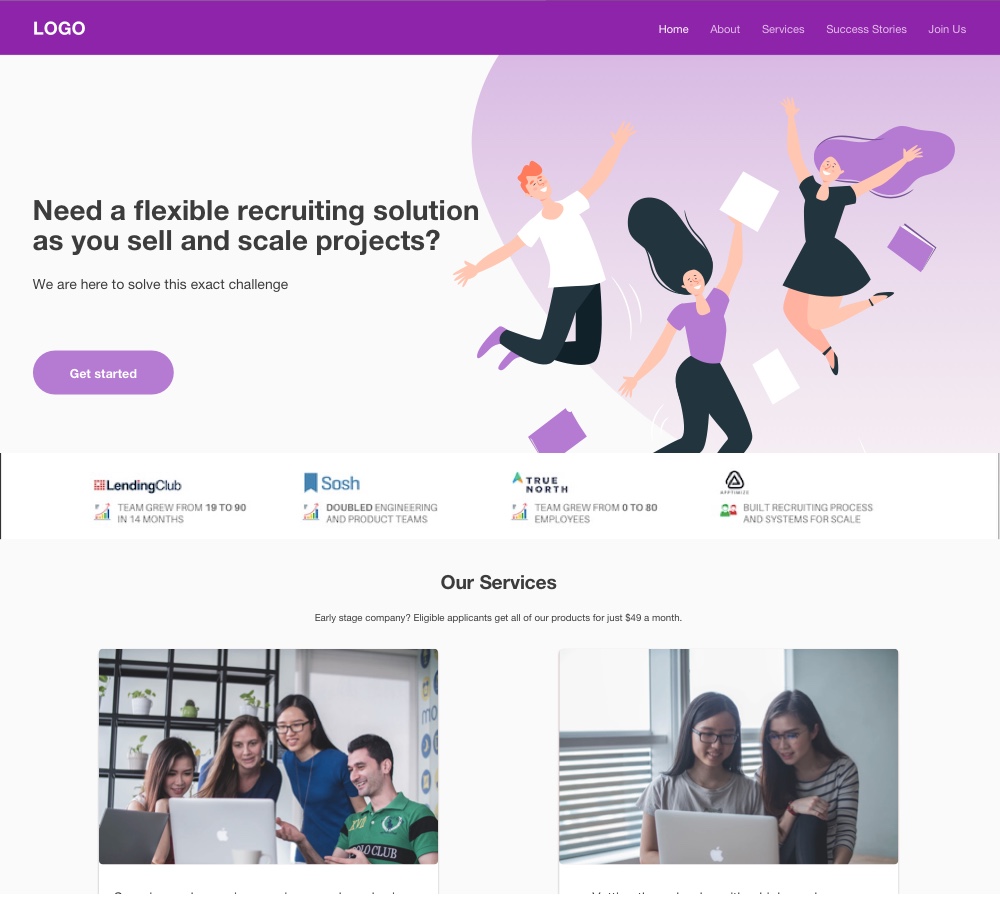 LOGO
Home About Services Success Stories Join Us
Need a flexible recruiting solution
as you sell and scale projects?
We are here to solve this exact challenge
Get started
LendingClub
TEAM GREW FROM 19 TO 90
IN 14 MONTHS
Sosh
DOUBLED ENGINEERING
AND PRODUCT TEAMS
TRUE
NORTH
TEAM GREW FROM 0 TO 80
EMPLOYEES
APPTIMIZE
BUILT RECRUITING PROCESS
AND SYSTEMS FOR SCALE
Our Services
Early stage company? Eligible applicants get all of our products for just $49 a month.
mo
XVII
POLO CLUB